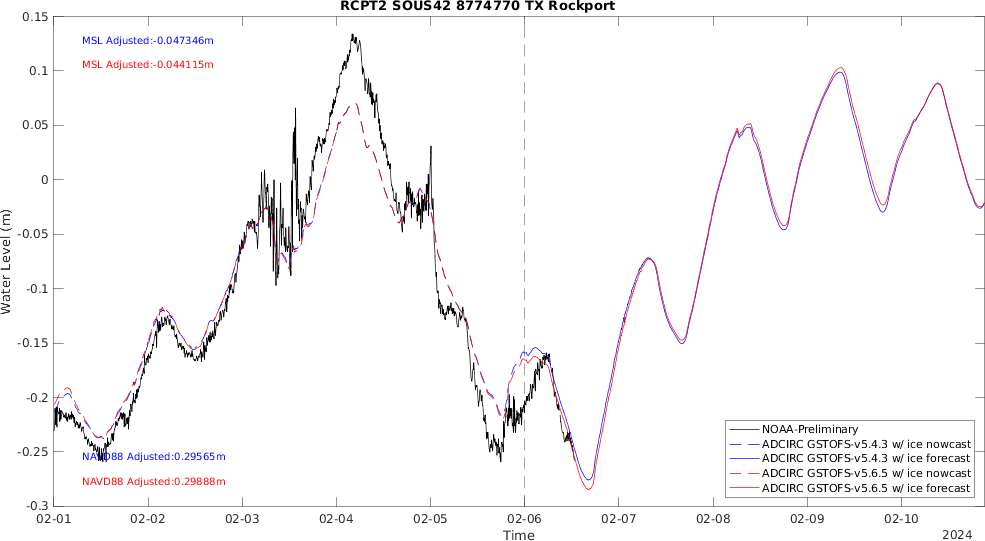 RCPT2 SOUS42 8774770 TX Rockport
MSL Adjusted:-0.047346m
MSL Adjusted:-0.044115m
0.15
0.1
0.05
0
-0.05
-0.1
-0.15
-0.2
-0.25
-0.3
Water Level (m)
NAVD88 Adjusted:0.29565m
NAVD88 Adjusted:0.29888m
NOAA-Preliminary
ADCIRC GSTOFS-v5.4.3 w/ ice nowcast
ADCIRC GSTOFS-v5.4.3 w/ ice forecast
ADCIRC GSTOFS-v5.6.5 w/ ice nowcast
ADCIRC GSTOFS-v5.6.5 w/ ice forecast
02-01 02-02 02-03 02-04 02-05 02-06 02-07 02-08 02-09 02-10
Time
2024